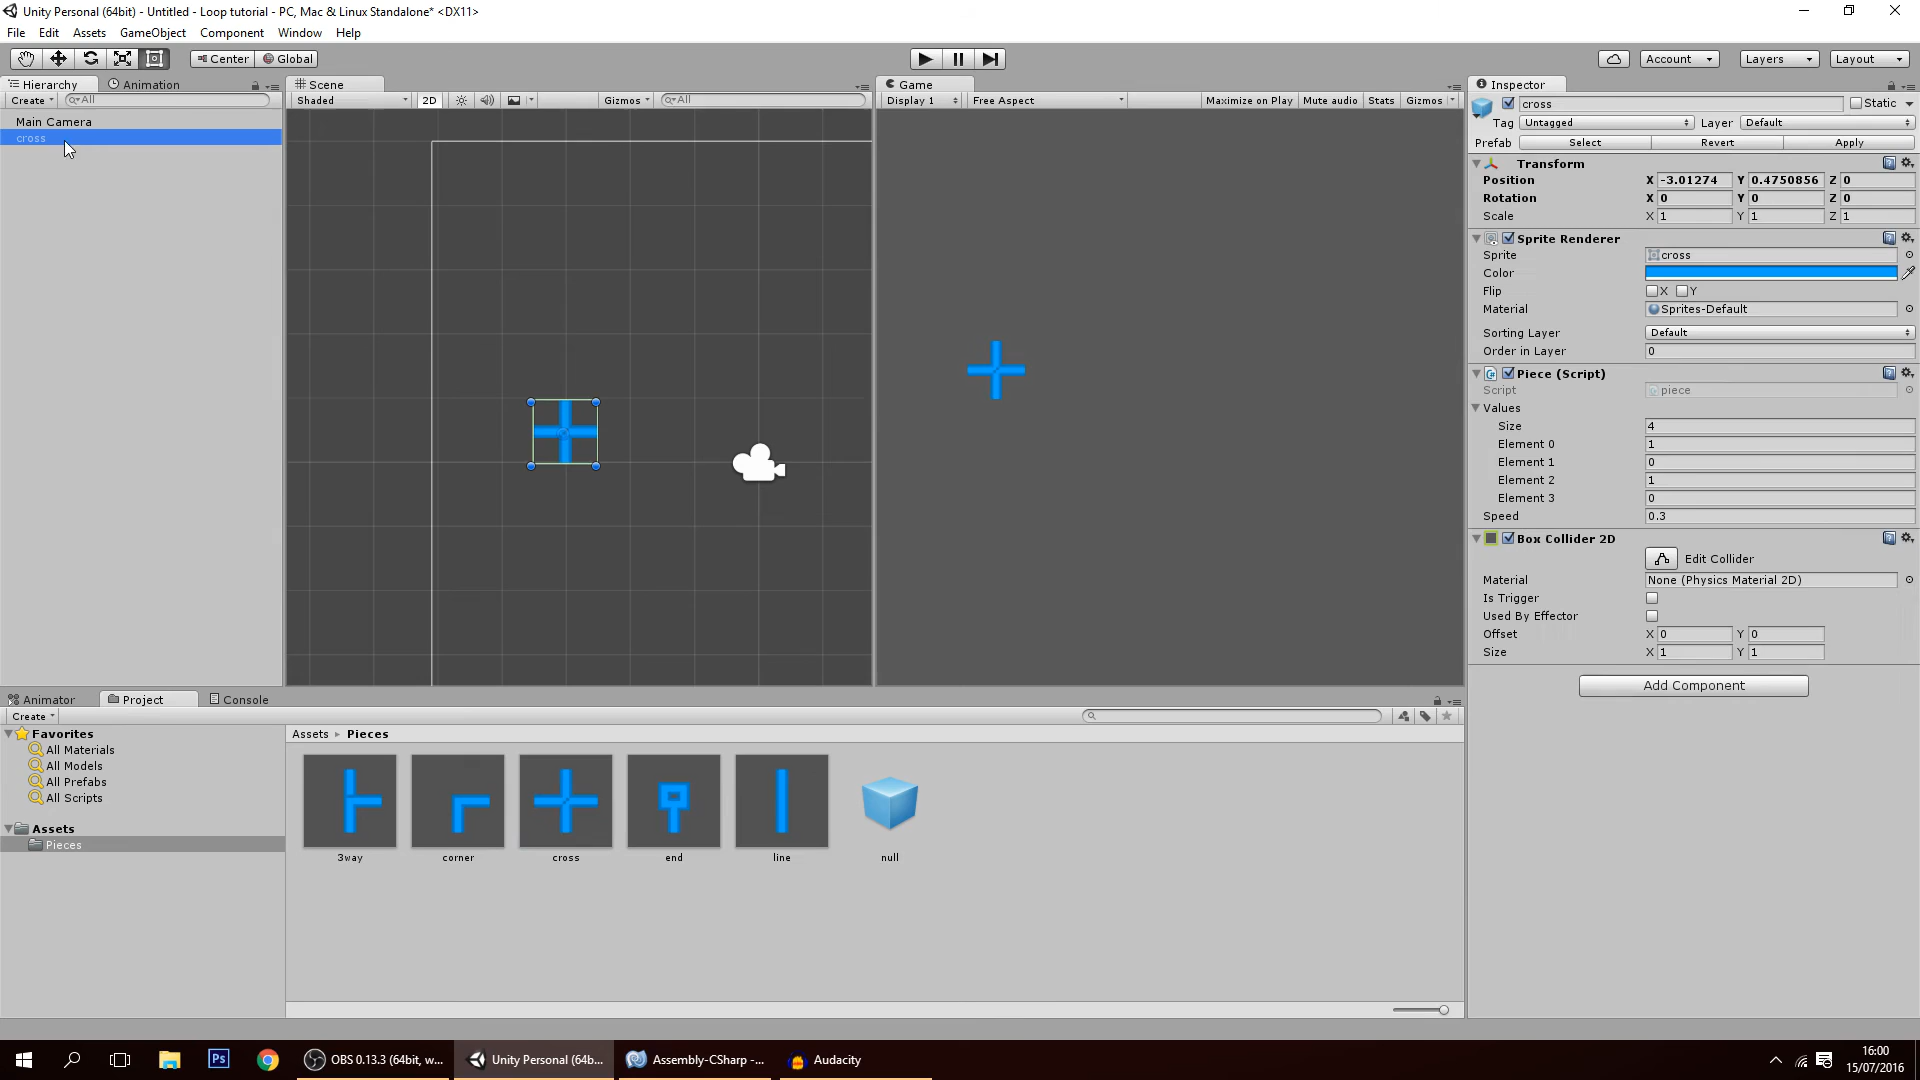 Unity Personal (64bit) - Untitled - Loop tutorial - PC, Mac & Linux Standalone* <DX11>
File Edit Assets GameObject Component Window Help
Center Global Account Layers Layout
Hierarchy Animation Scene Game Inspector
Create All Shaded 2D Gizmos All Display 1 Free Aspect Maximize on Play Mute audio Stats Gizmos cross Static
Main Camera Tag Untagged Layer Default
cross Prefab Select Revert Apply
Transform
Position X -3.01274 Y 0.4750856 Z 0
Rotation X 0 Y 0 Z 0
Scale X 1 Y 1 Z 1
Sprite Renderer
Sprite cross
Color
Flip X Y
Material Sprites-Default
Sorting Layer Default
Order in Layer 0
Piece (Script)
Script piece
Values
Size 4
Element 0 1
Element 1 0
Element 2 1
Element 3 0
Speed 0.3
Box Collider 2D
Edit Collider
Material None (Physics Material 2D)
Is Trigger
Used By Effector
Offset X 0 Y 0
Size X 1 Y 1
Add Component
Animator Project Console
Create
Favorites Assets Pieces
All Materials
All Models
All Prefabs
All Scripts
Assets
Pieces
3way corner cross end line null
Ps OBS 0.13.3 (64bit, w... Unity Personal (64b... Assembly-CSharp -... Audacity
16:00
15/07/2016